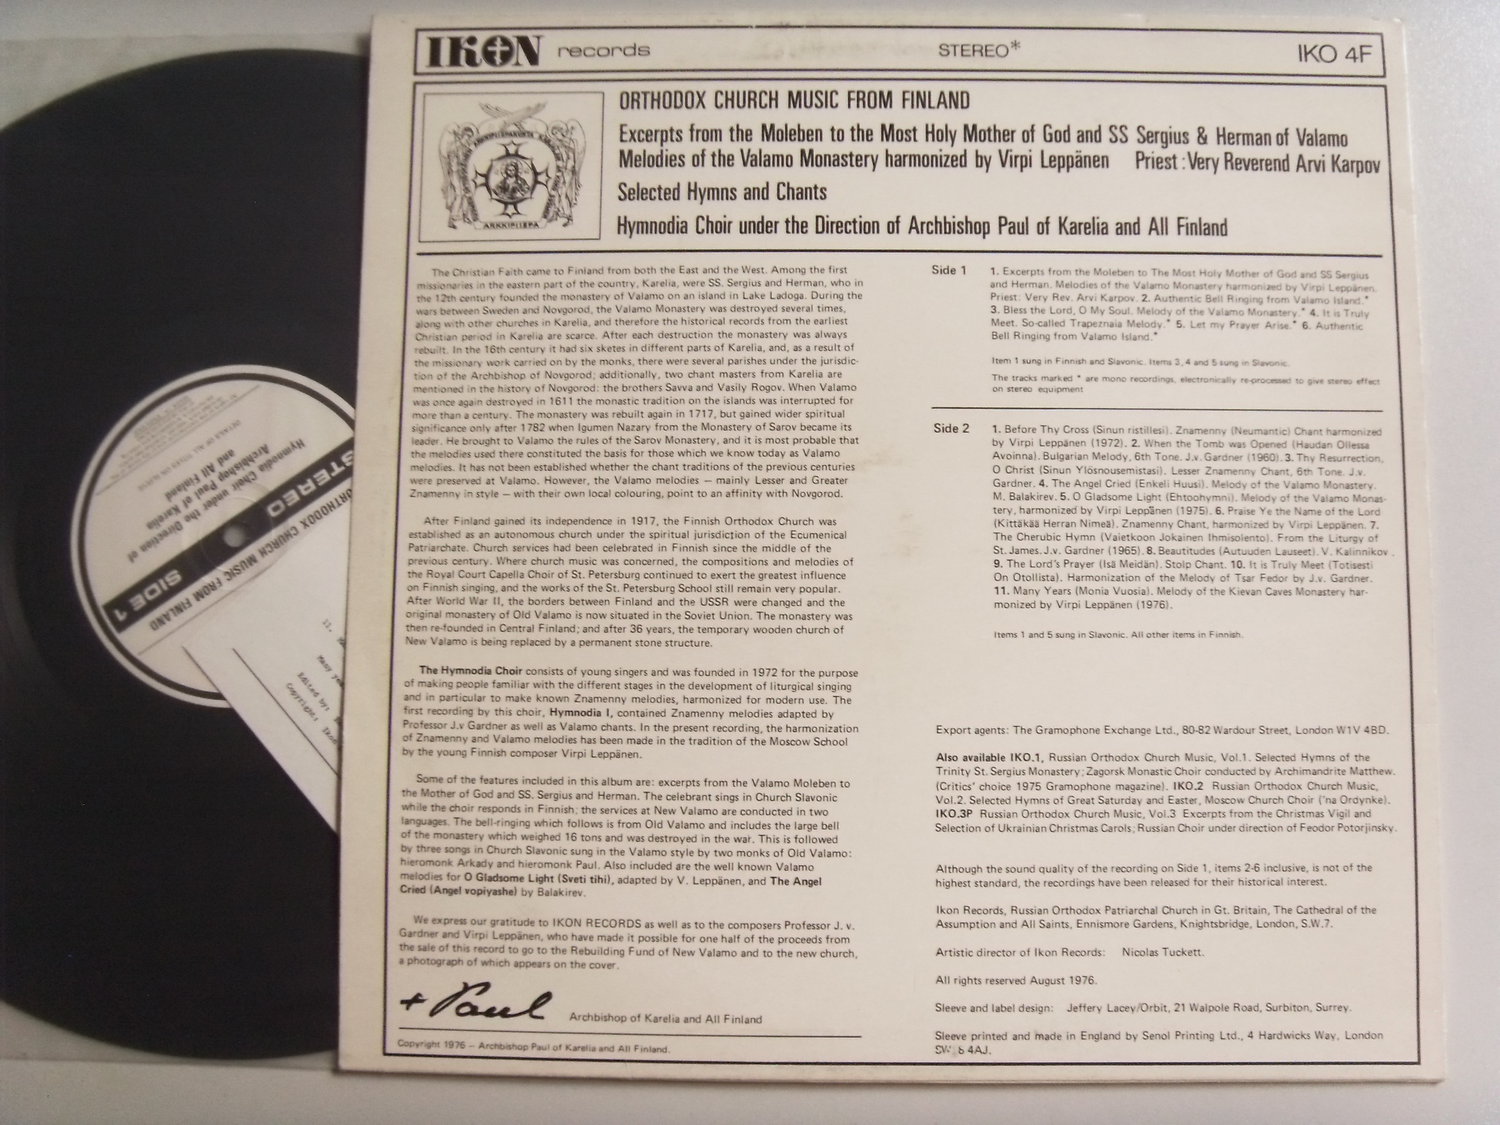 IKON records STEREO* IKO 4F
ORTHODOX CHURCH MUSIC FROM FINLAND
Excerpts from the Moleben to the Most Holy Mother of God and SS Sergius & Herman of Valamo
Melodies of the Valamo Monastery harmonized by Virpi Leppänen Priest : Very Reverend Arvi Karpov
Selected Hymns and Chants
Hymnodia Choir under the Direction of Archbishop Paul of Karelia and All Finland
ARKKIPIISPA
The Christian Faith came to Finland from both the East and the West. Among the first
missionaries in the eastern part of the country, Karelia, were SS. Sergius and Herman, who in
the 12th century founded the monastery of Valamo on an island in Lake Ladoga. During the
wars between Sweden and Novgorod, the Valamo Monastery was destroyed several times,
along with other churches in Karelia, and therefore the historical records from the earliest
Christian period in Karelia are scarce. After each destruction the monastery was always
rebuilt. In the 16th century it had six sketes in different parts of Karelia, and, as a result of
the missionary work carried on by the monks, there were several parishes under the jurisdic-
tion of the Archbishop of Novgorod; additionally, two chant masters from Karelia are
mentioned in the history of Novgorod: the brothers Savva and Vasily Rogov. When Valamo
was once again destroyed in 1611 the monastic tradition on the islands was interrupted for
more than a century. The monastery was rebuilt again in 1717, but gained wider spiritual
significance only after 1782 when Igumen Nazary from the Monastery of Sarov became its
leader. He brought to Valamo the rules of the Sarov Monastery, and it is most probable that
the melodies used there constituted the basis for those which we know today as Valamo
melodies. It has not been established whether the chant traditions of the previous centuries
were preserved at Valamo. However, the Valamo melodies – mainly Lesser and Greater
Znamenny in style – with their own local colouring, point to an affinity with Novgorod.
After Finland gained its independence in 1917, the Finnish Orthodox Church was
established as an autonomous church under the spiritual jurisdiction of the Ecumenical
Patriarchate. Church services had been celebrated in Finnish since the middle of the
previous century. Where church music was concerned, the compositions and melodies of
the Royal Court Capella Choir of St. Petersburg continued to exert the greatest influence
on Finnish singing, and the works of the St. Petersburg School still remain very popular.
After World War II, the borders between Finland and the USSR were changed and the
original monastery of Old Valamo is now situated in the Soviet Union. The monastery was
then re-founded in Central Finland; and after 36 years, the temporary wooden church of
New Valamo is being replaced by a permanent stone structure.
The Hymnodia Choir consists of young singers and was founded in 1972 for the purpose
of making people familiar with the different stages in the development of liturgical singing
and in particular to make known Znamenny melodies, harmonized for modern use. The
first recording by this choir, Hymnodia I, contained Znamenny melodies adapted by
Professor J.v Gardner as well as Valamo chants. In the present recording, the harmonization
of Znamenny and Valamo melodies has been made in the tradition of the Moscow School
by the young Finnish composer Virpi Leppänen.
Some of the features included in this album are: excerpts from the Valamo Moleben to
the Mother of God and SS. Sergius and Herman. The celebrant sings in Church Slavonic
while the choir responds in Finnish; the services at New Valamo are conducted in two
languages. The bell-ringing which follows is from Old Valamo and includes the large bell
of the monastery which weighed 16 tons and was destroyed in the war. This is followed
by three songs in Church Slavonic sung in the Valamo style by two monks of Old Valamo:
hieromonk Arkady and hieromonk Paul. Also included are the well known Valamo
melodies for O Gladsome Light (Sveti tihi), adapted by V. Leppänen, and The Angel
Cried (Angel vopiyashe) by Balakirev.
We express our gratitude to IKON RECORDS as well as to the composers Professor J. v.
Gardner and Virpi Leppänen, who have made it possible for one half of the proceeds from
the sale of this record to go to the Rebuilding Fund of New Valamo and to the new church,
a photograph of which appears on the cover.
+ Paul Archbishop of Karelia and All Finland
Copyright 1976 – Archbishop Paul of Karelia and All Finland.
Side 1 1. Excerpts from the Moleben to The Most Holy Mother of God and SS Sergius
and Herman. Melodies of the Valamo Monastery harmonized by Virpi Leppänen.
Priest: Very Rev. Arvi Karpov. 2. Authentic Bell Ringing from Valamo Island.*
3. Bless the Lord, O My Soul. Melody of the Valamo Monastery.* 4. It is Truly
Meet. So-called Trapeznaia Melody.* 5. Let my Prayer Arise.* 6. Authentic
Bell Ringing from Valamo Island.*
Item 1 sung in Finnish and Slavonic. Items 3, 4 and 5 sung in Slavonic.
The tracks marked * are mono recordings, electronically re-processed to give stereo effect
on stereo equipment
Side 2 1. Before Thy Cross (Sinun ristillesi). Znamenny (Neumantic) Chant harmonized
by Virpi Leppänen (1972). 2. When the Tomb was Opened (Haudan Ollessa
Avoinna). Bulgarian Melody, 6th Tone. J.v. Gardner (1960). 3. Thy Resurrection,
O Christ (Sinun Ylösnousemistasi). Lesser Znamenny Chant, 6th Tone. J.v.
Gardner. 4. The Angel Cried (Enkeli Huusi). Melody of the Valamo Monastery.
M. Balakirev. 5. O Gladsome Light (Ehtoohymni). Melody of the Valamo Monas-
tery, harmonized by Virpi Leppänen (1975). 6. Praise Ye the Name of the Lord
(Kittäkää Herran Nimeä). Znamenny Chant, harmonized by Virpi Leppänen. 7.
The Cherubic Hymn (Vaietkoon Jokainen Ihmisolento). From the Liturgy of
St. James. J.v. Gardner (1965). 8. Beautitudes (Autuuden Lauseet). V. Kalinnikov .
9. The Lord's Prayer (Isä Meidän). Stolp Chant. 10. It is Truly Meet (Totisesti
On Otollista). Harmonization of the Melody of Tsar Fedor by J.v. Gardner.
11. Many Years (Monia Vuosia). Melody of the Kievan Caves Monastery har-
monized by Virpi Leppänen (1976).
Items 1 and 5 sung in Slavonic. All other items in Finnish.
Export agents: The Gramophone Exchange Ltd., 80-82 Wardour Street, London W1V 4BD.
Also available IKO.1, Russian Orthodox Church Music, Vol.1. Selected Hymns of the
Trinity St. Sergius Monastery; Zagorsk Monastic Choir conducted by Archimandrite Matthew.
(Critics' choice 1975 Gramophone magazine). IKO.2 Russian Orthodox Church Music,
Vol.2. Selected Hymns of Great Saturday and Easter, Moscow Church Choir ('na Ordynke).
IKO.3P Russian Orthodox Church Music, Vol.3 Excerpts from the Christmas Vigil and
Selection of Ukrainian Christmas Carols; Russian Choir under direction of Feodor Potorjinsky.
Although the sound quality of the recording on Side 1, items 2-6 inclusive, is not of the
highest standard, the recordings have been released for their historical interest.
Ikon Records, Russian Orthodox Patriarchal Church in Gt. Britain, The Cathedral of the
Assumption and All Saints, Ennismore Gardens, Knightsbridge, London, S.W.7.
Artistic director of Ikon Records: Nicolas Tuckett.
All rights reserved August 1976.
Sleeve and label design: Jeffery Lacey/Orbit, 21 Walpole Road, Surbiton, Surrey.
Sleeve printed and made in England by Senol Printing Ltd., 4 Hardwicks Way, London
4AJ.
ORTHODOX CHURCH MUSIC FROM FINLAND
SIDE 1 STEREO
Hymnodia Choir under the Direction of
Archbishop Paul of Karelia
and All Finland
Many
Edited by:
Copyright: